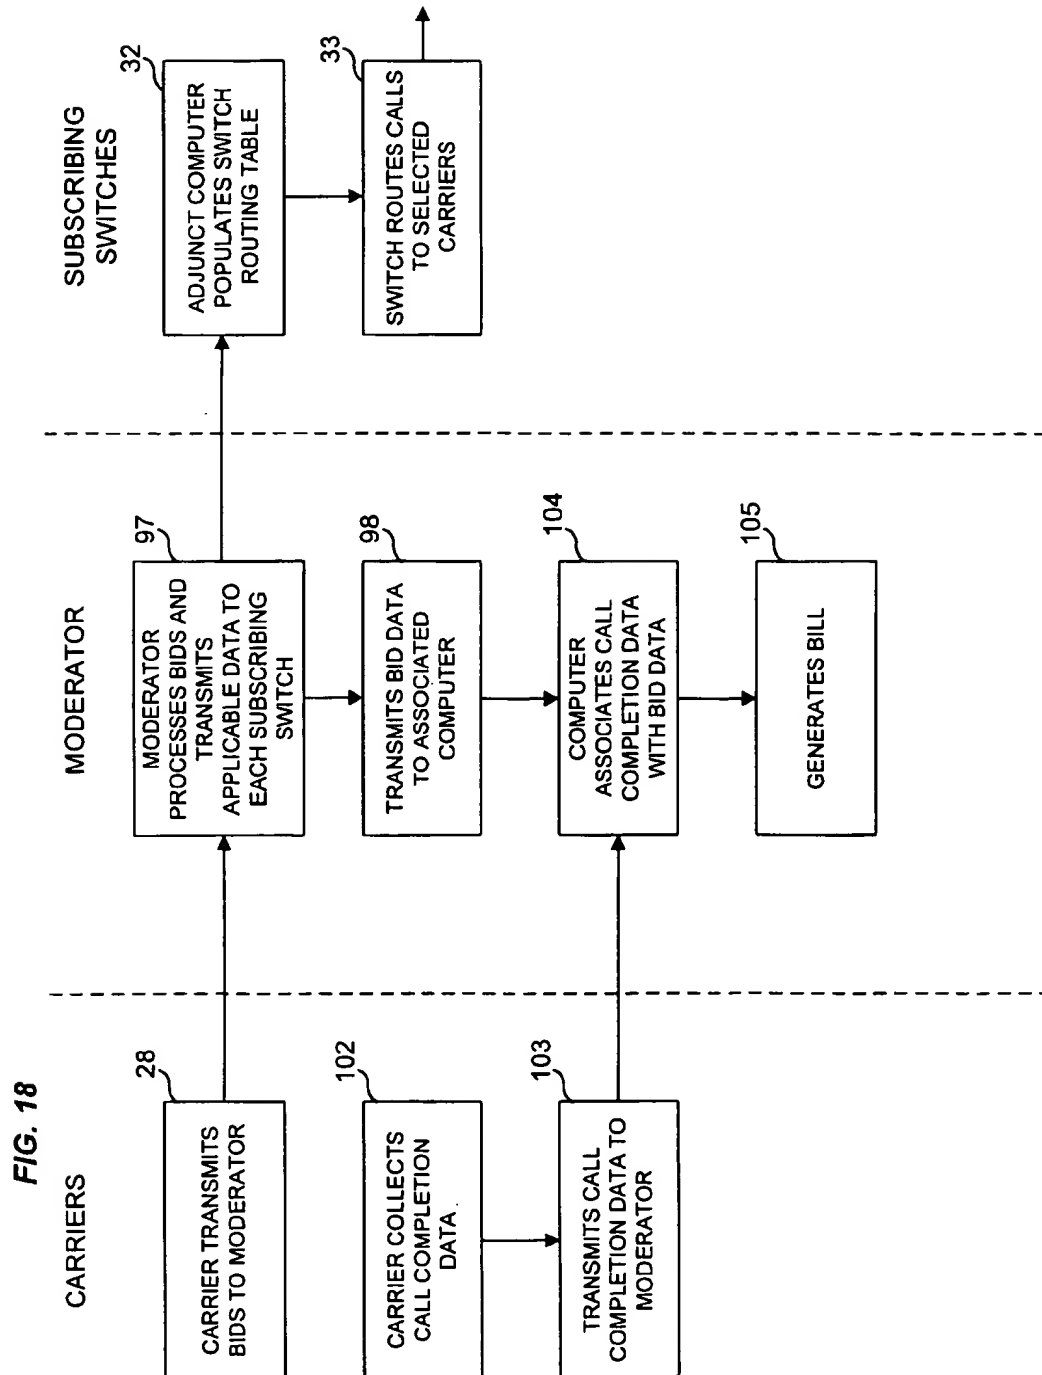 FIG. 18
CARRIERS
28
CARRIER TRANSMITS
BIDS TO MODERATOR
102
CARRIER COLLECTS
CALL COMPLETION
DATA
103
TRANSMITS CALL
COMPLETION DATA TO
MODERATOR
MODERATOR
97
MODERATOR
PROCESSES BIDS AND
TRANSMITS
APPLICABLE DATA TO
EACH SUBSCRIBING
SWITCH
98
TRANSMITS BID DATA
TO ASSOCIATED
COMPUTER
104
COMPUTER
ASSOCIATES CALL
COMPLETION DATA
WITH BID DATA
105
GENERATES BILL
SUBSCRIBING
SWITCHES
32
ADJUNCT COMPUTER
POPULATES SWITCH
ROUTING TABLE
33
SWITCH ROUTES CALLS
TO SELECTED
CARRIERS